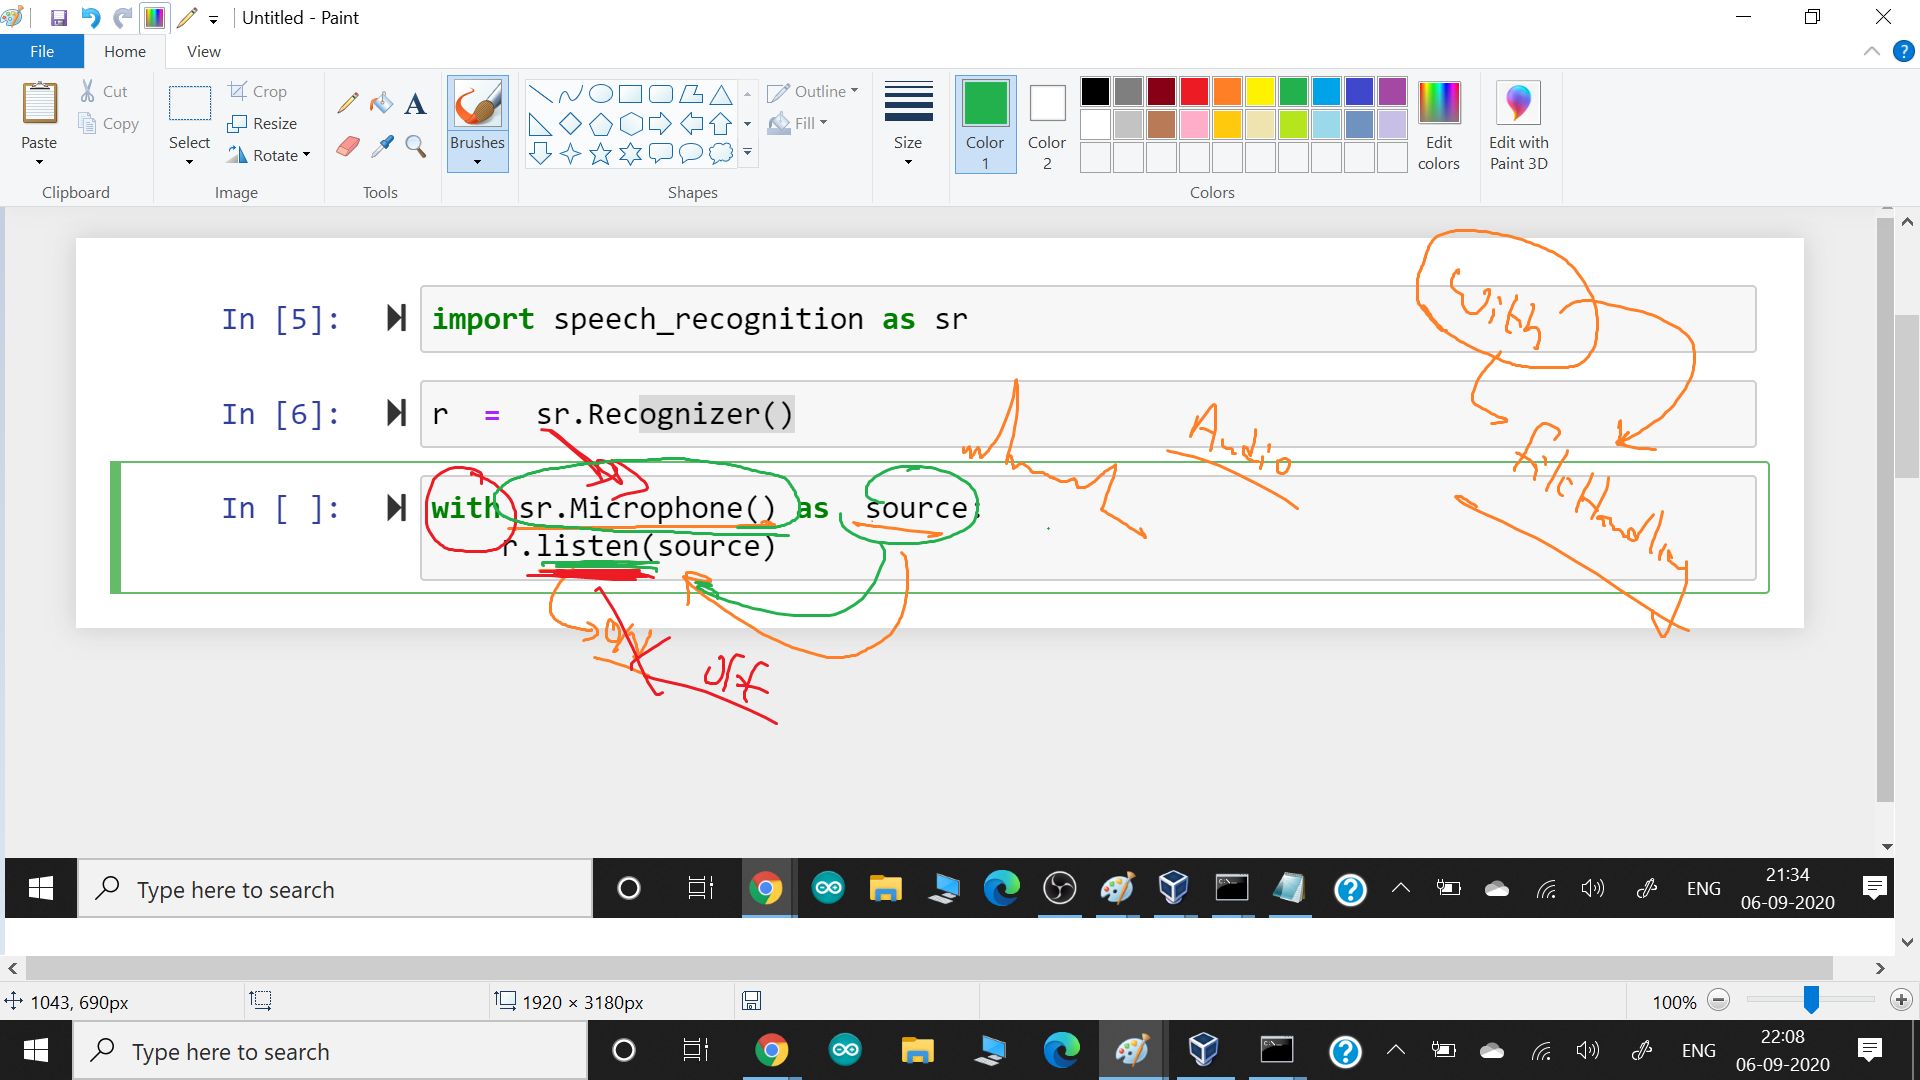 Untitled - Paint
File
Home
View
Paste
Cut
Copy
Clipboard
Select
Crop
Resize
Rotate
Image
Tools
Brushes
Shapes
Outline
Fill
Size
Color
1
Color
2
Colors
Edit
colors
Edit with
Paint 3D
with
In [5]:
import speech_recognition as sr
In [6]:
r = sr.Recognizer()
Audio
File Handling
In [ ]:
with sr.Microphone() as source:
r.listen(source)
ON
OFF
Type here to search
ENG
21:34
06-09-2020
1043, 690px
1920 × 3180px
100%
Type here to search
ENG
22:08
06-09-2020